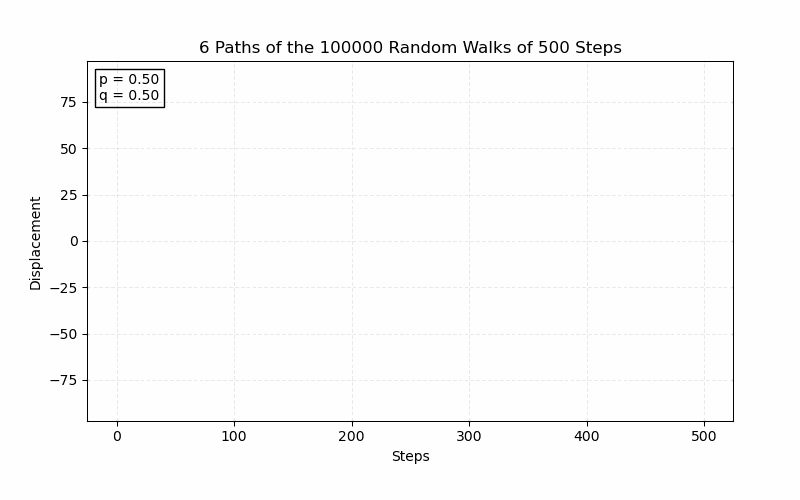 6 Paths of the 100000 Random Walks of 500 Steps
p = 0.50
q = 0.50
75
50
25
0
−25
−50
−75
Displacement
0 100 200 300 400 500
Steps